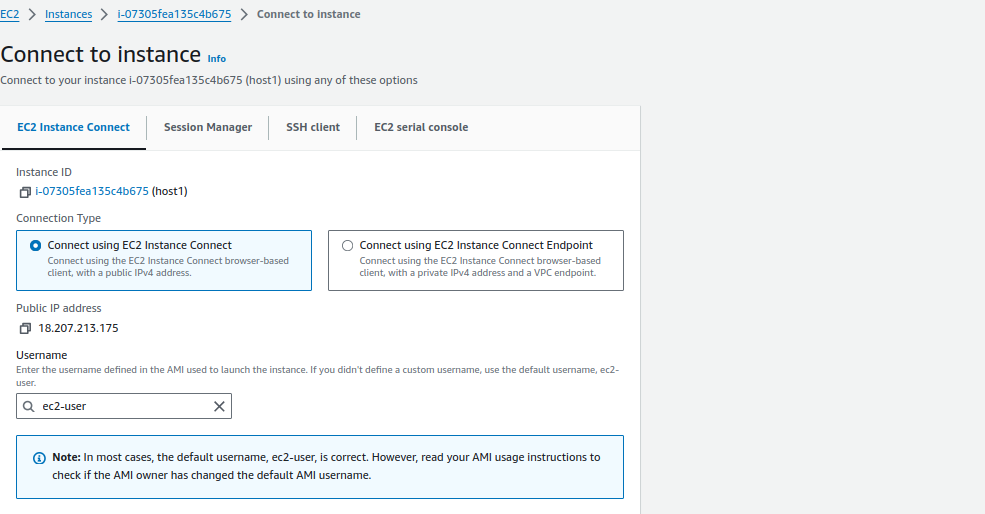 EC2 > Instances > i-07305fea135c4b675 > Connect to instance
Connect to instance Info
Connect to your instance i-07305fea135c4b675 (host1) using any of these options
EC2 Instance Connect Session Manager SSH client EC2 serial console
Instance ID
i-07305fea135c4b675 (host1)
Connection Type
Connect using EC2 Instance Connect
Connect using the EC2 Instance Connect browser-based
client, with a public IPv4 address.
Connect using EC2 Instance Connect Endpoint
Connect using the EC2 Instance Connect browser-based
client, with a private IPv4 address and a VPC endpoint.
Public IP address
18.207.213.175
Username
Enter the username defined in the AMI used to launch the instance. If you didn't define a custom username, use the default username, ec2-
user.
ec2-user
Note: In most cases, the default username, ec2-user, is correct. However, read your AMI usage instructions to
check if the AMI owner has changed the default AMI username.